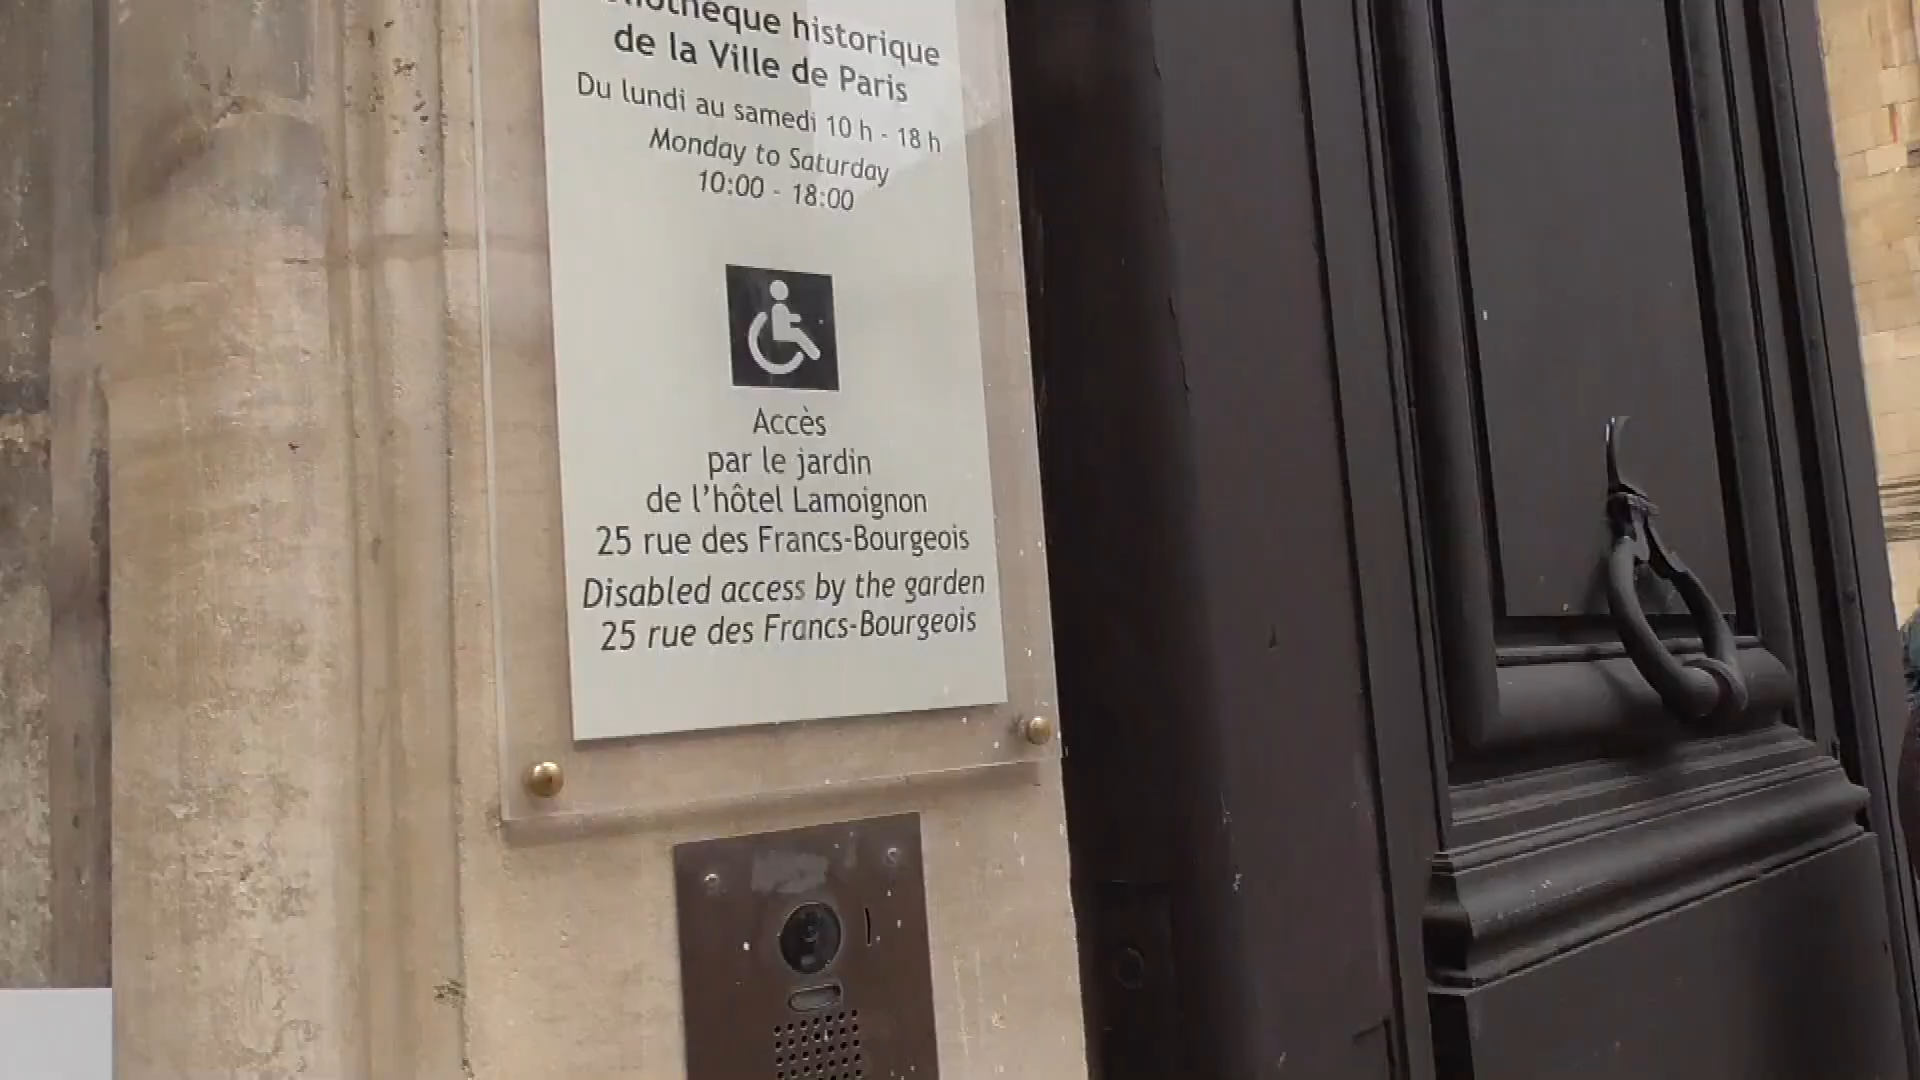 historique
de la Ville de Paris
Du lundi au samedi 10 h - 18 h
Monday to Saturday
10:00 - 18:00
Accès
par le jardin
de l'hôtel Lamoignon
25 rue des Francs-Bourgeois
Disabled access by the garden
25 rue des Francs-Bourgeois